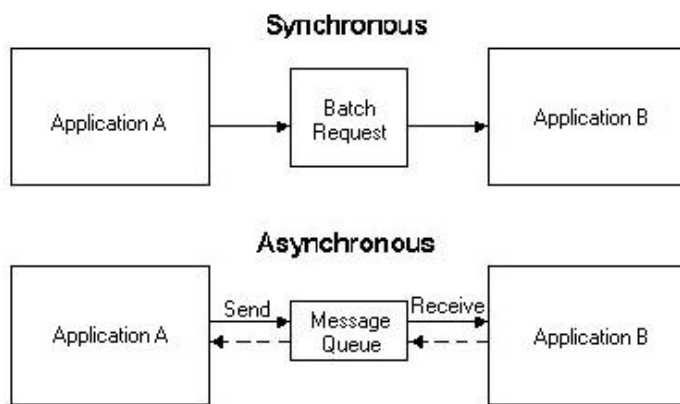 Synchronous
Application A
Batch
Request
Application B
Asynchronous
Application A
Send
Message
Queue
Receive
Application B